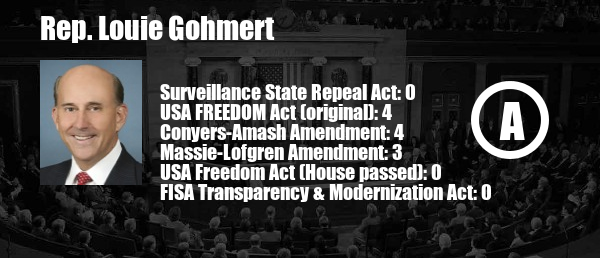 Rep. Louie Gohmert
Surveillance State Repeal Act: 0
USA FREEDOM Act (original): 4
Conyers-Amash Amendment: 4
Massie-Lofgren Amendment: 3
USA Freedom Act (House passed): 0
FISA Transparency & Modernization Act: 0
A